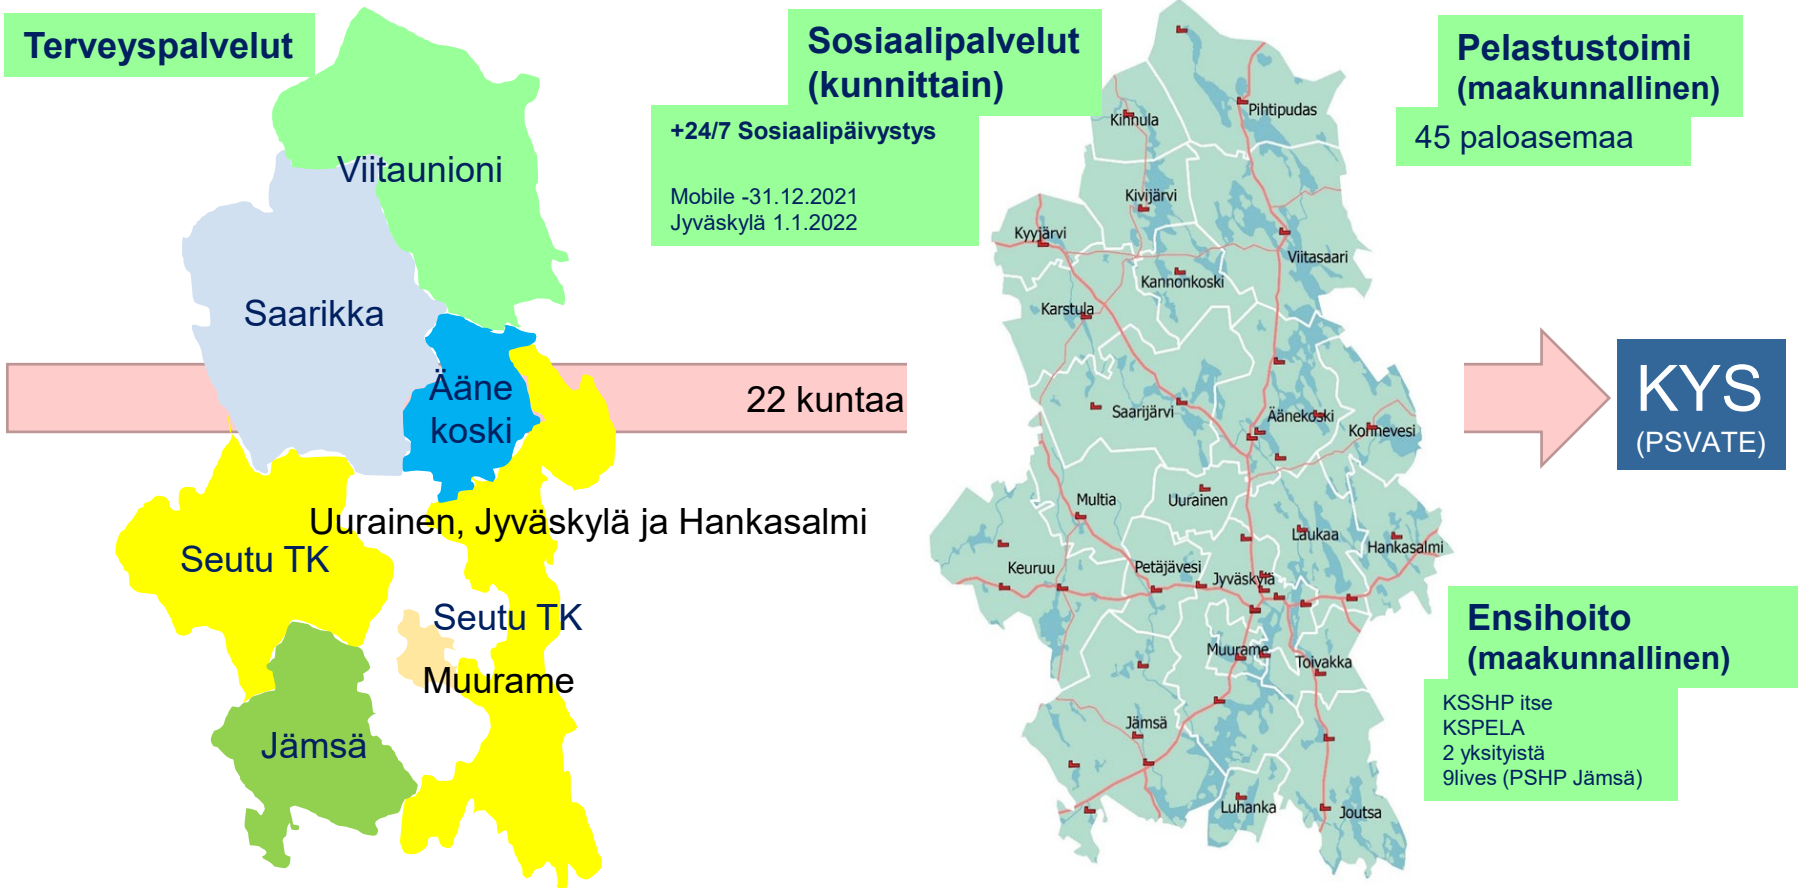 Terveyspalvelut
Viitaunioni
Saarikka
Ääne
koski
Uurainen, Jyväskylä ja Hankasalmi
Seutu TK
Seutu TK
Muurame
Jämsä
22 kuntaa
Sosiaalipalvelut
(kunnittain)
+24/7 Sosiaalipäivystys
Mobile -31.12.2021
Jyväskylä 1.1.2022
Pihtipudas
Kinnula
Kivijärvi
Kyyjärvi
Viitasaari
Kannonkoski
Karstula
Saarijärvi
Äänekoski
Konnevesi
Multia
Uurainen
Laukaa
Hankasalmi
Keuruu
Petäjävesi
Jyväskylä
Muurame
Toivakka
Jämsä
Luhanka
Joutsa
Pelastustoimi
(maakunnallinen)
45 paloasemaa
KYS
(PSVATE)
Ensihoito
(maakunnallinen)
KSSHP itse
KSPELA
2 yksityistä
9lives (PSHP Jämsä)